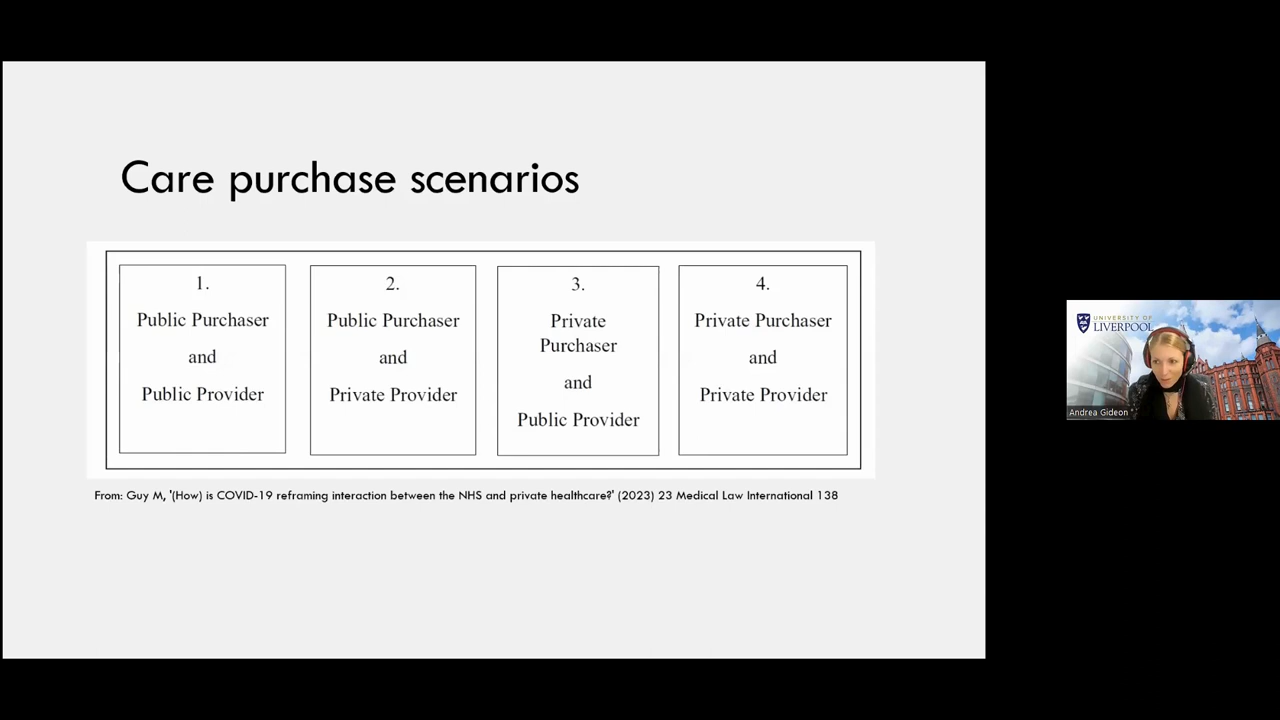 Care purchase scenarios
1.
Public Purchaser
and
Public Provider
2.
Public Purchaser
and
Private Provider
3.
Private
Purchaser
and
Public Provider
4.
Private Purchaser
and
Private Provider
From: Guy M, '(How) is COVID-19 reframing interaction between the NHS and private healthcare?' (2023) 23 Medical Law International 138
UNIVERSITY OF
LIVERPOOL
Andrea Gideon